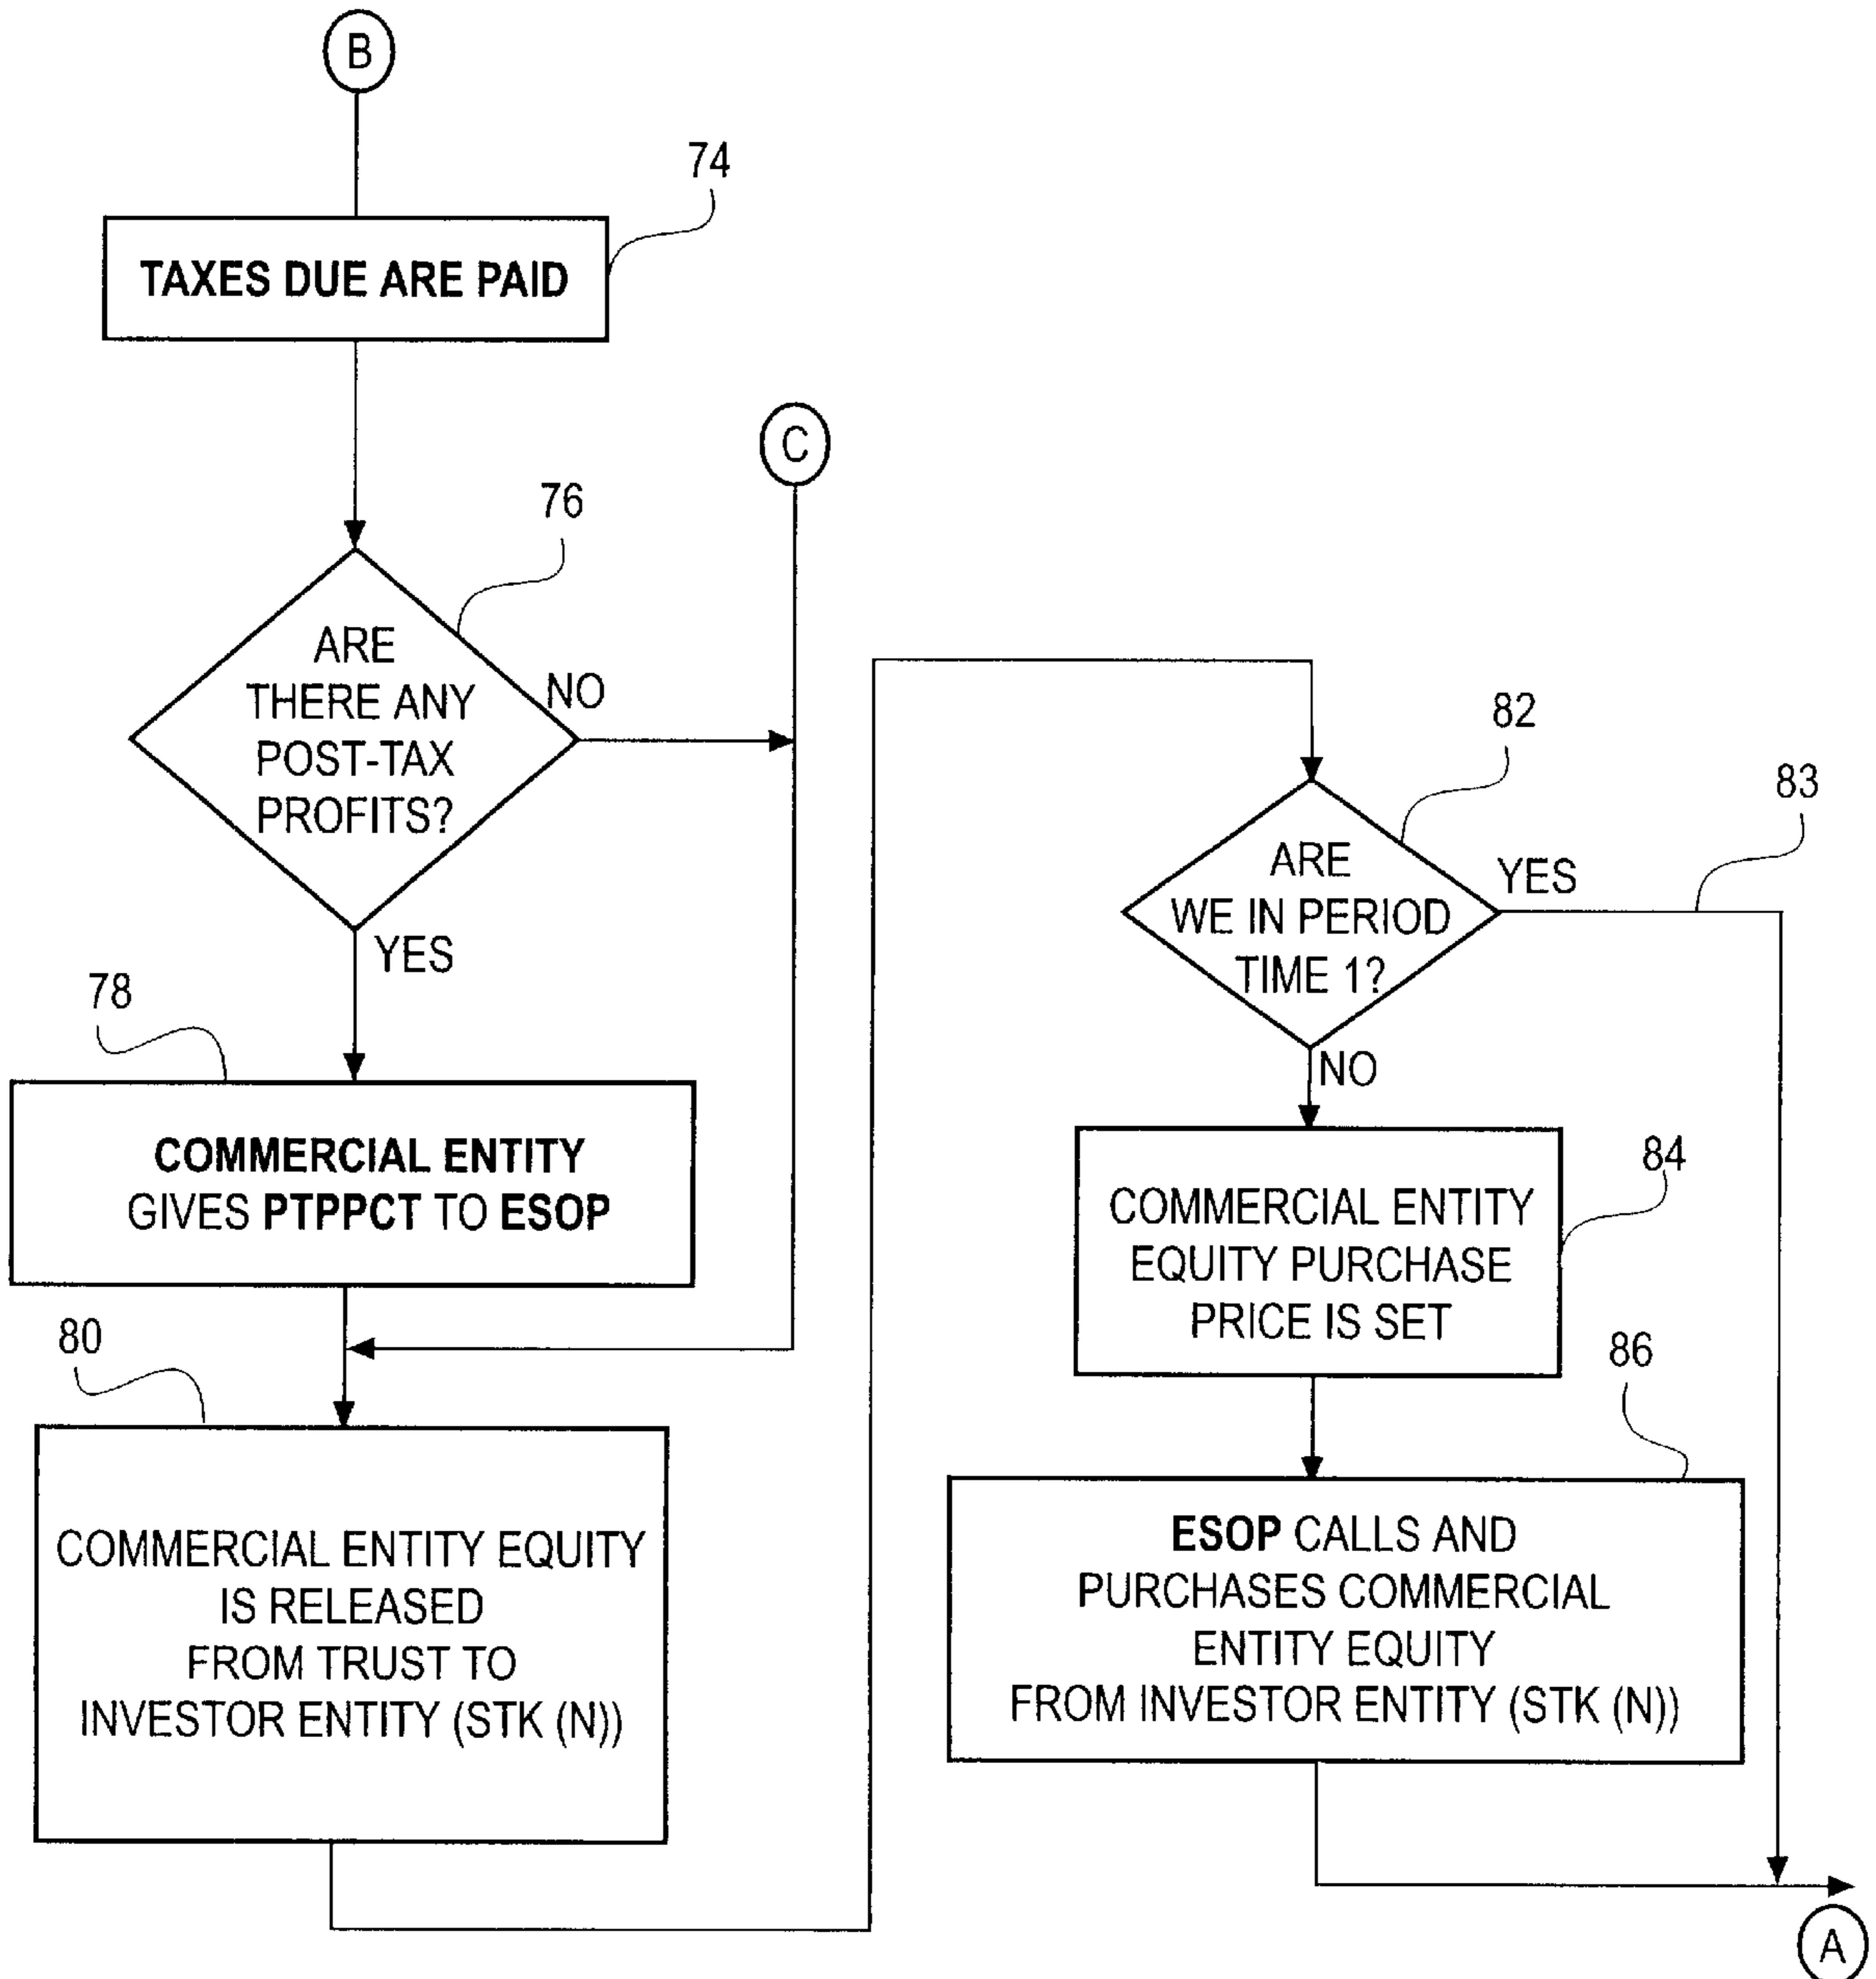 B
74
TAXES DUE ARE PAID
C
76
ARE
THERE ANY
POST-TAX
PROFITS?
NO
YES
78
COMMERCIAL ENTITY
GIVES PTPPCT TO ESOP
80
COMMERCIAL ENTITY EQUITY
IS RELEASED
FROM TRUST TO
INVESTOR ENTITY (STK (N))
82
83
ARE
WE IN PERIOD
TIME 1?
YES
NO
84
COMMERCIAL ENTITY
EQUITY PURCHASE
PRICE IS SET
86
ESOP CALLS AND
PURCHASES COMMERCIAL
ENTITY EQUITY
FROM INVESTOR ENTITY (STK (N))
A